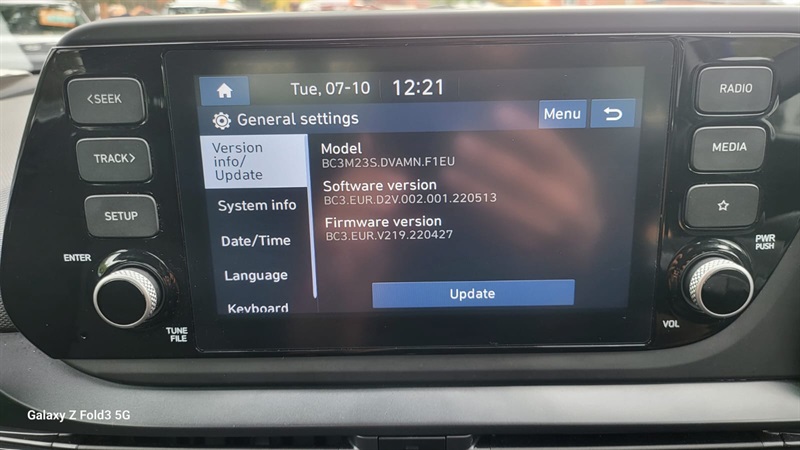 <SEEK
TRACK>
SETUP
ENTER
TUNE
FILE
Tue, 07-10 12:21
General settings
Menu
Version
info/
Update
System info
Date/Time
Language
Keyboard
Model
BC3M23S.DVAMN.F1EU
Software version
BC3.EUR.D2V.002.001.220513
Firmware version
BC3.EUR.V219.220427
Update
RADIO
MEDIA
PWR
PUSH
VOL
Galaxy Z Fold3 5G